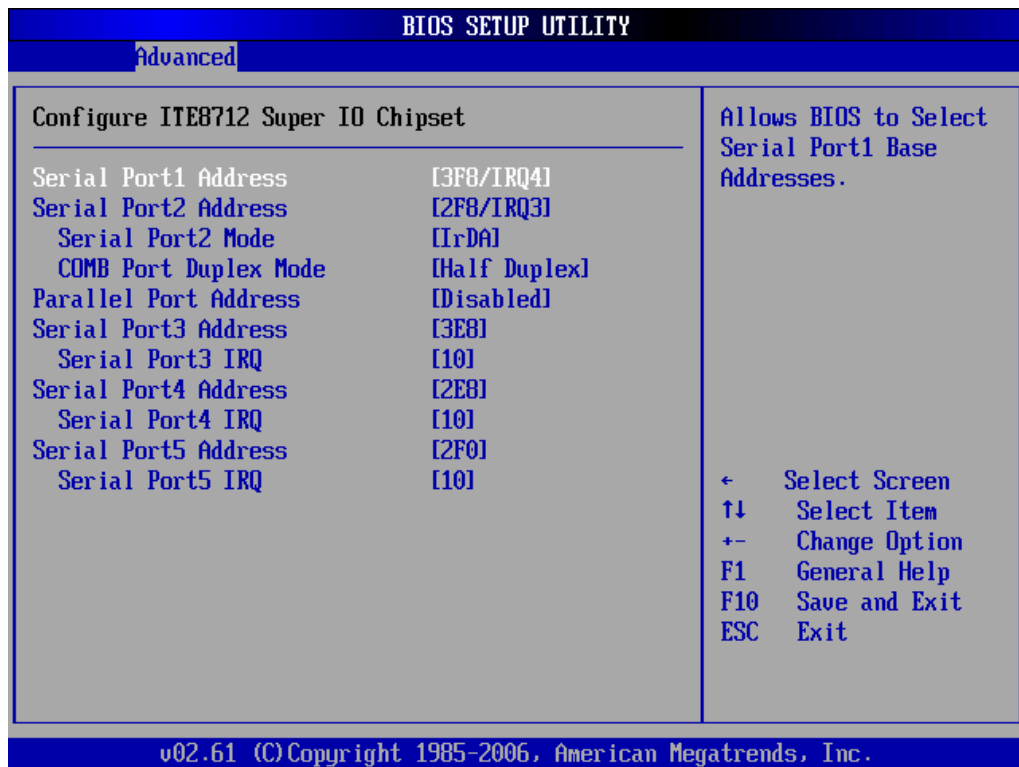 BIOS SETUP UTILITY
Advanced
Configure ITE8712 Super IO Chipset
Serial Port1 Address [3F8/IRQ4]
Serial Port2 Address [2F8/IRQ3]
Serial Port2 Mode [IrDA]
COMB Port Duplex Mode [Half Duplex]
Parallel Port Address [Disabled]
Serial Port3 Address [3E8]
Serial Port3 IRQ [10]
Serial Port4 Address [2E8]
Serial Port4 IRQ [10]
Serial Port5 Address [2F0]
Serial Port5 IRQ [10]
Allows BIOS to Select
Serial Port1 Base
Addresses.
← Select Screen
↑↓ Select Item
+- Change Option
F1 General Help
F10 Save and Exit
ESC Exit
v02.61 (C)Copyright 1985-2006, American Megatrends, Inc.